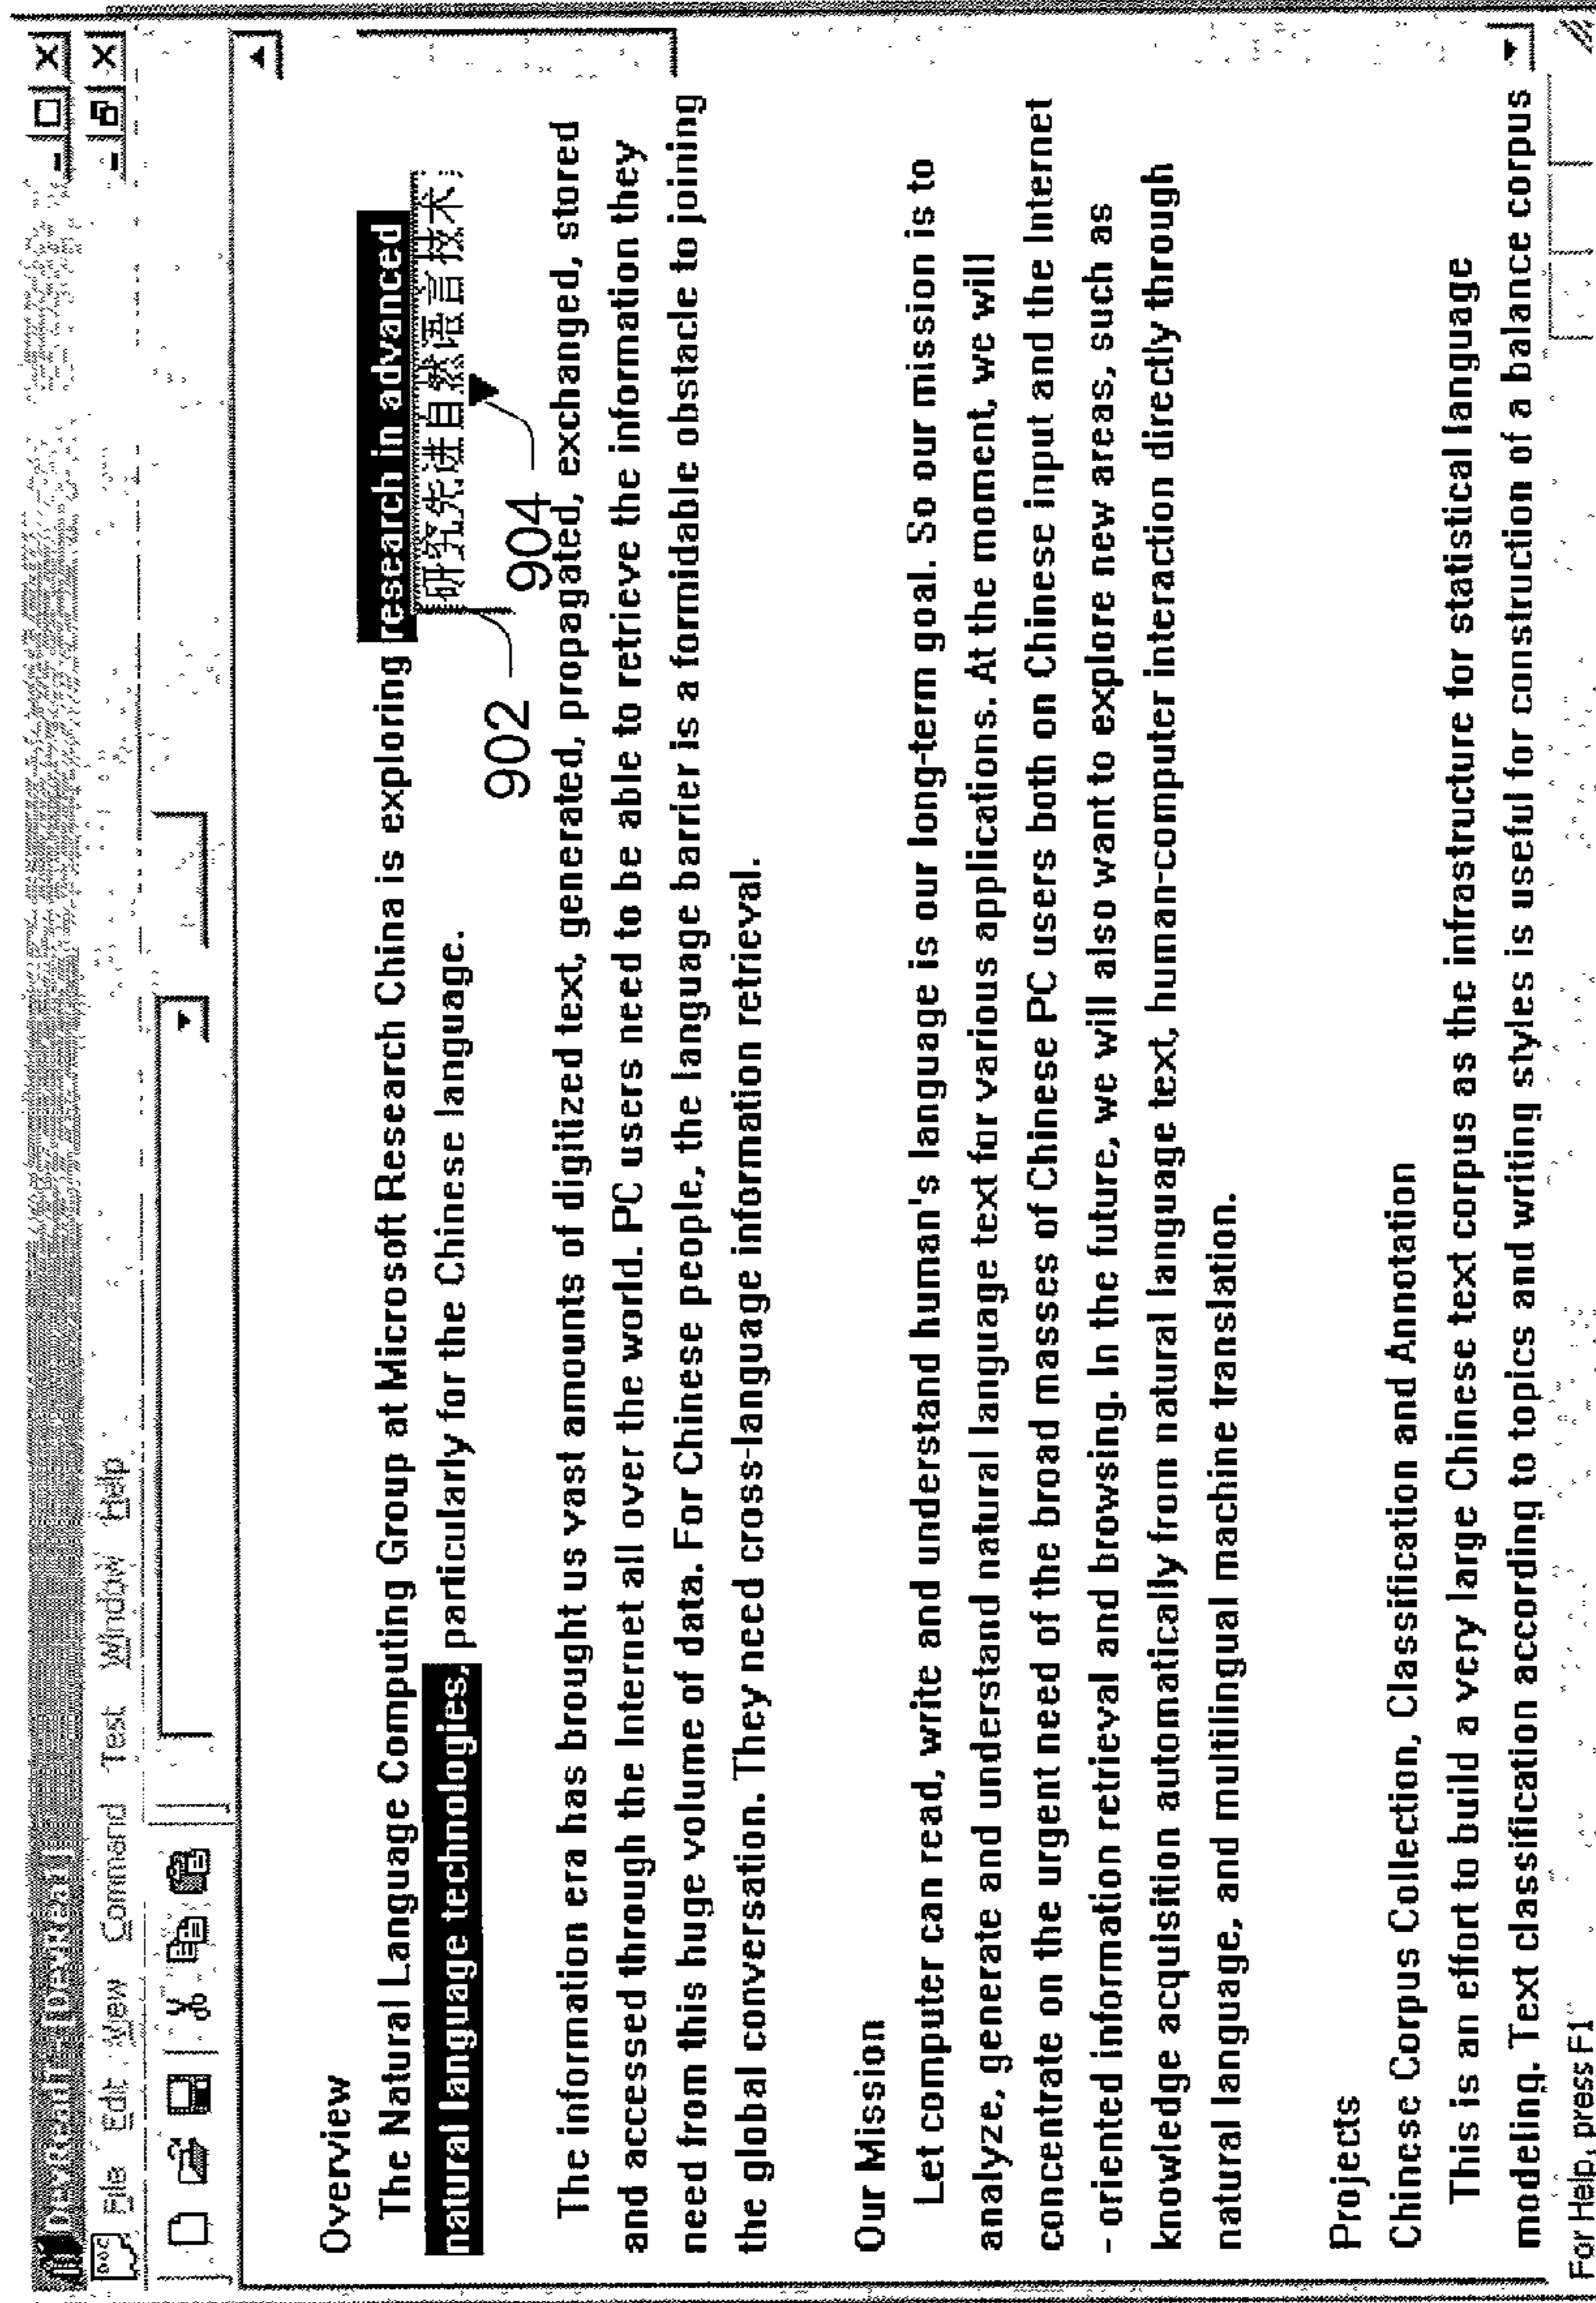 File Edit View Command Test Window Help
Overview
The Natural Language Computing Group at Microsoft Research China is exploring research in advanced
研究先进自然语言技术;
natural language technologies, particularly for the Chinese language.
902
904
The information era has brought us vast amounts of digitized text, generated, propagated, exchanged, stored
and accessed through the Internet all over the world. PC users need to be able to retrieve the information they
need from this huge volume of data. For Chinese people, the language barrier is a formidable obstacle to joining
the global conversation. They need cross-language information retrieval.
Our Mission
Let computer can read, write and understand human's language is our long-term goal. So our mission is to
analyze, generate and understand natural language text for various applications. At the moment, we will
concentrate on the urgent need of the broad masses of Chinese PC users both on Chinese input and the Internet
- oriented information retrieval and browsing. In the future, we will also want to explore new areas, such as
knowledge acquisition automatically from natural language text, human-computer interaction directly through
natural language, and multilingual machine translation.
Projects
Chinese Corpus Collection, Classification and Annotation
This is an effort to build a very large Chinese text corpus as the infrastructure for statistical language
modeling. Text classification according to topics and writing styles is useful for construction of a balance corpus
For Help, press F1